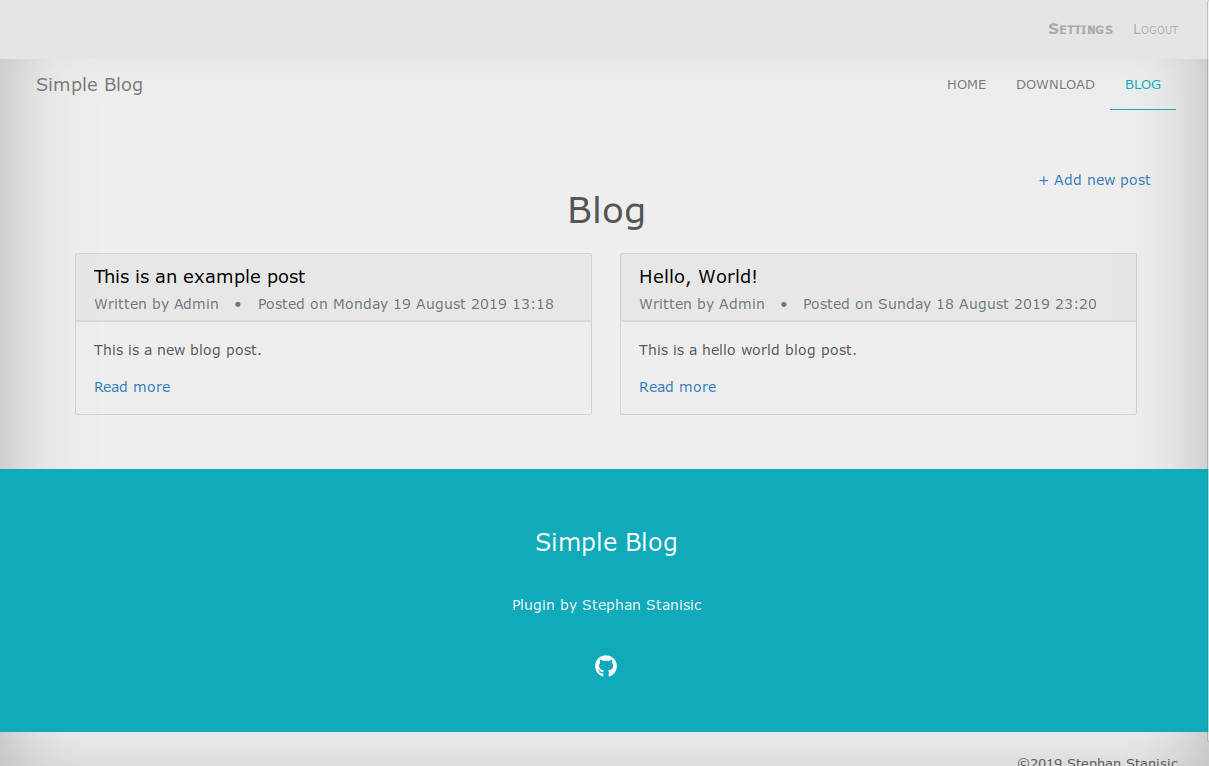 Settings Logout
Simple Blog HOME DOWNLOAD BLOG
+ Add new post
Blog
This is an example post
Written by Admin • Posted on Monday 19 August 2019 13:18
This is a new blog post.
Read more
Hello, World!
Written by Admin • Posted on Sunday 18 August 2019 23:20
This is a hello world blog post.
Read more
Simple Blog
Plugin by Stephan Stanisic
©2019 Stephan Stanisic